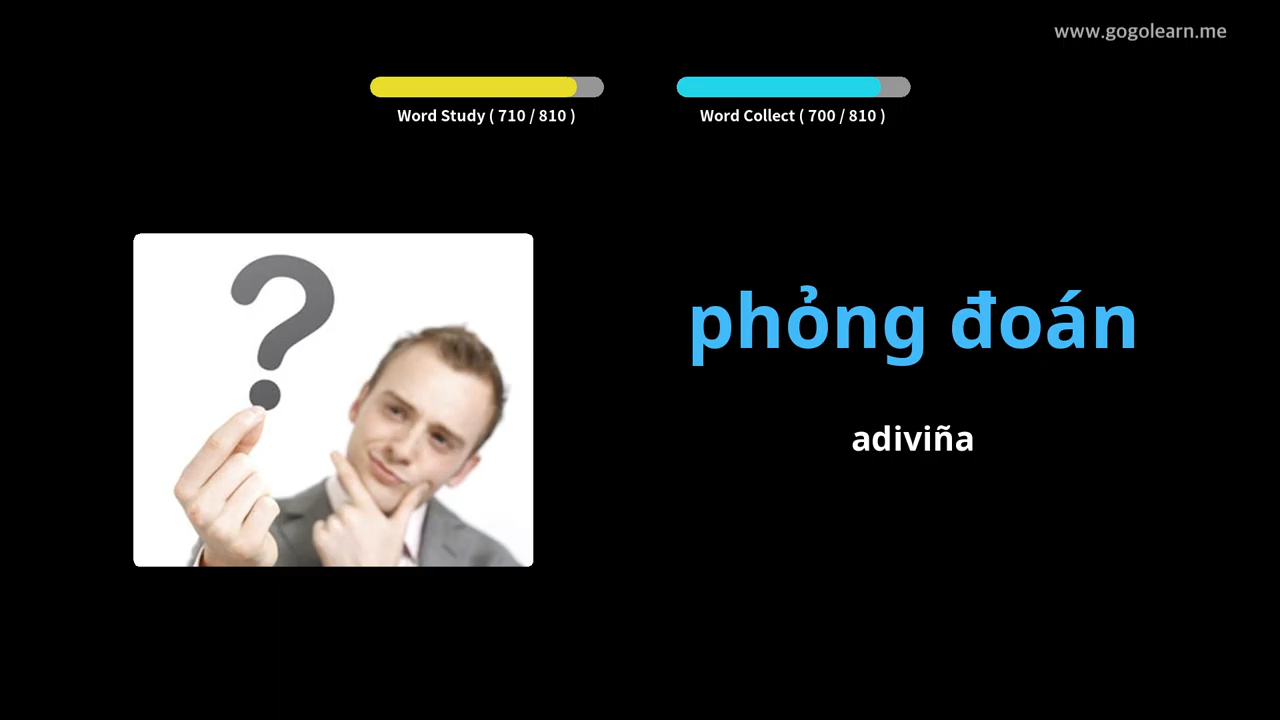 www.gogolearn.me
Word Study ( 710 / 810 )
Word Collect ( 700 / 810 )
phỏng đoán
adiviña